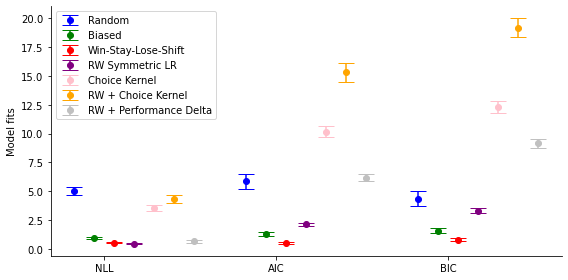 20.0
17.5
15.0
12.5
10.0
7.5
5.0
2.5
0.0
Model fits
Random
Biased
Win-Stay-Lose-Shift
RW Symmetric LR
Choice Kernel
RW + Choice Kernel
RW + Performance Delta
NLL AIC BIC